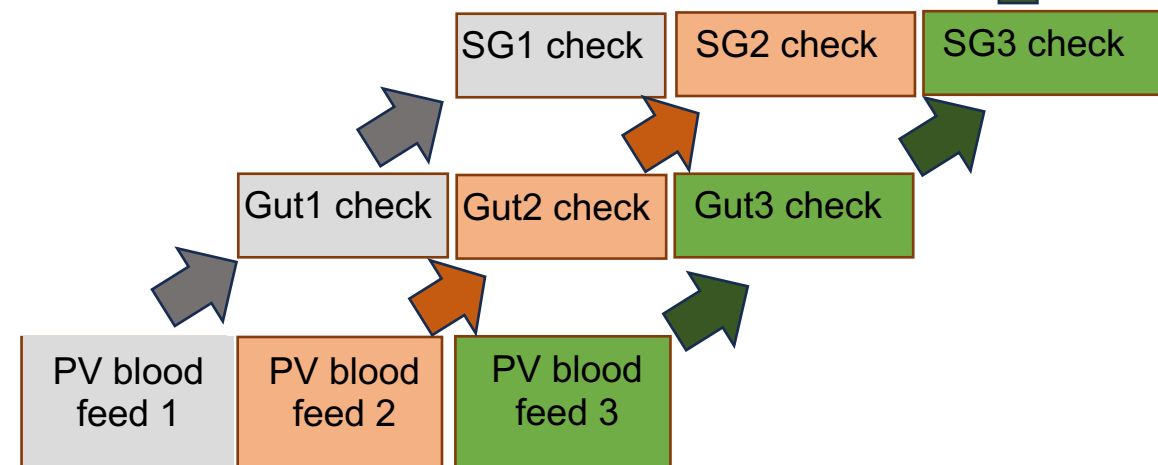 SG1 check
SG2 check
SG3 check
Gut1 check
Gut2 check
Gut3 check
PV blood
feed 1
PV blood
feed 2
PV blood
feed 3